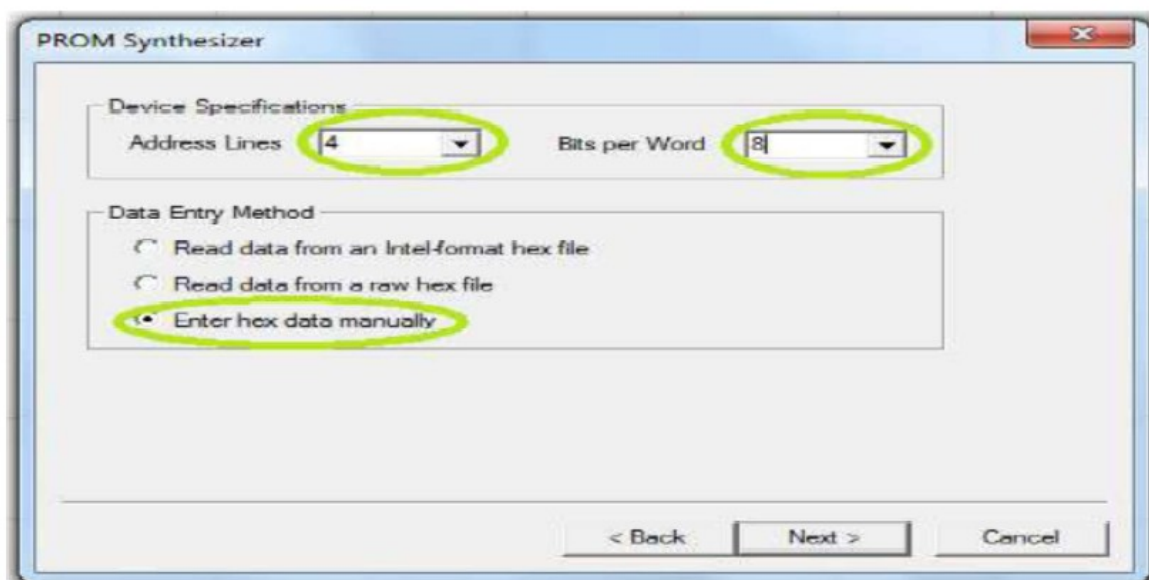 PROM Synthesizer
Device Specifications
Address Lines 4 Bits per Word 8
Data Entry Method
Read data from an Intel-format hex file
Read data from a raw hex file
Enter hex data manually
< Back Next > Cancel